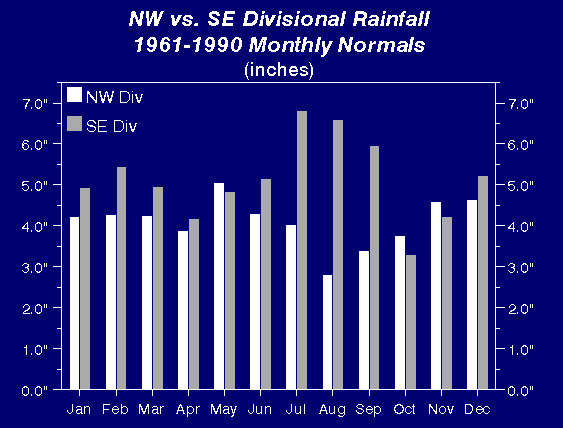 NW vs. SE Divisional Rainfall
1961-1990 Monthly Normals
(inches)
NW Div
SE Div
7.0" 7.0"
6.0" 6.0"
5.0" 5.0"
4.0" 4.0"
3.0" 3.0"
2.0" 2.0"
1.0" 1.0"
0.0" 0.0"
Jan Feb Mar Apr May Jun Jul Aug Sep Oct Nov Dec